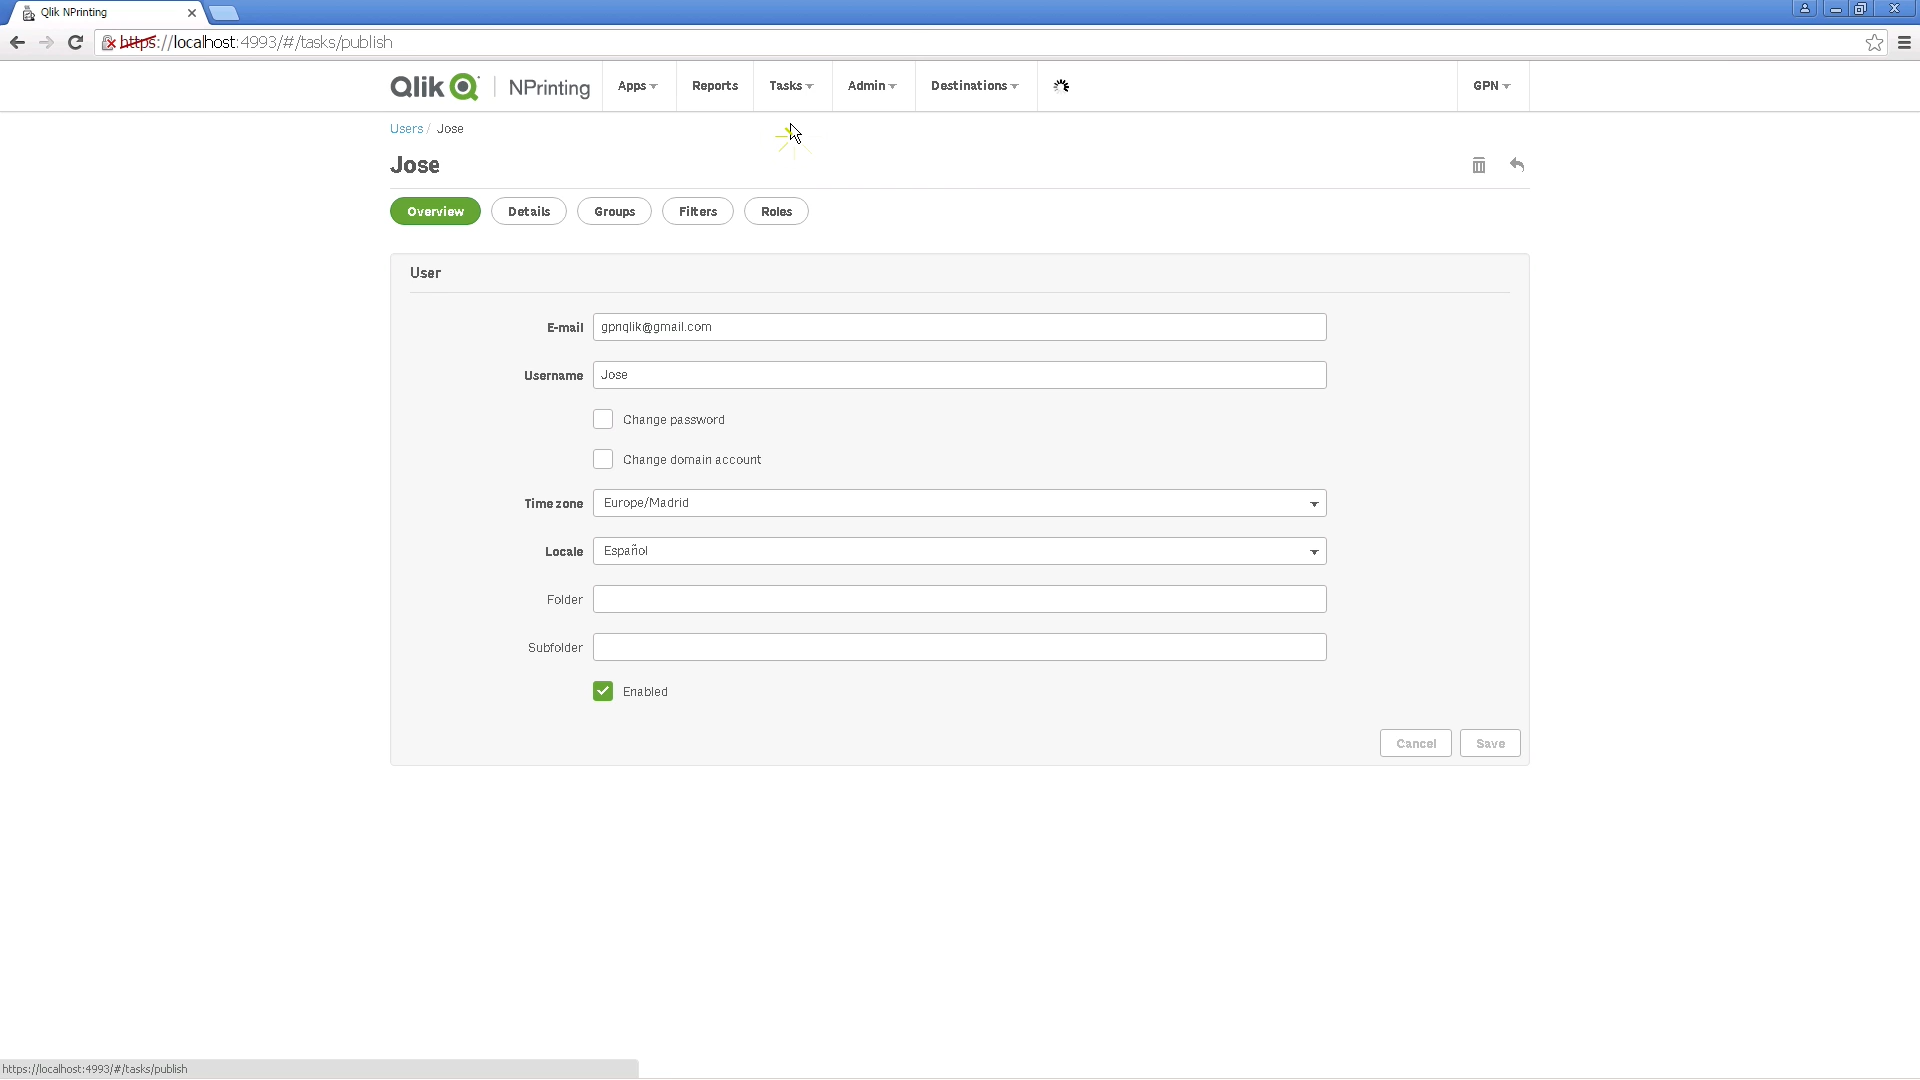 Qlik NPrinting
https://localhost:4993/#/tasks/publish
Qlik NPrinting Apps Reports Tasks Admin Destinations GPN
Users / Jose
Jose
Overview Details Groups Filters Roles
User
E-mail gpnqlik@gmail.com
Username Jose
Change password
Change domain account
Time zone Europe/Madrid
Locale Español
Folder
Subfolder
Enabled
Cancel Save
https://localhost:4993/#/tasks/publish